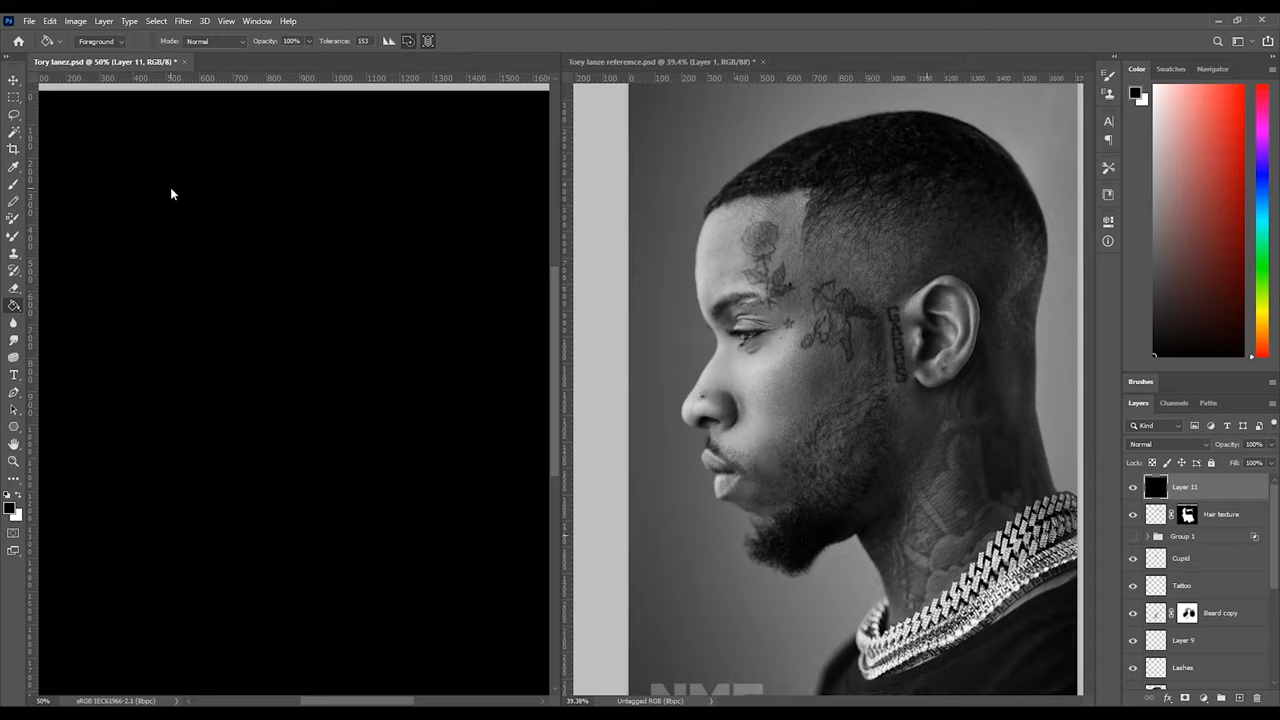 Ps File Edit Image Layer Type Select Filter 3D View Window Help
Foreground Mode: Normal Opacity: 100% Tolerance: 153
Tory lanez.psd @ 50% (Layer 11, RGB/8) * ×
Toey lanze reference.psd @ 39.4% (Layer 1, RGB/8#) * ×
Color Swatches Navigator
Brushes
Layers Channels Paths
Kind
Normal Opacity: 100%
Lock: Fill: 100%
Layer 11
Hair texture
Group 1
Cupid
Tattoo
Beard copy
Layer 9
Lashes
NME
50% sRGB IEC61966-2.1 (8bpc)
39.38% Untagged RGB (8bpc)